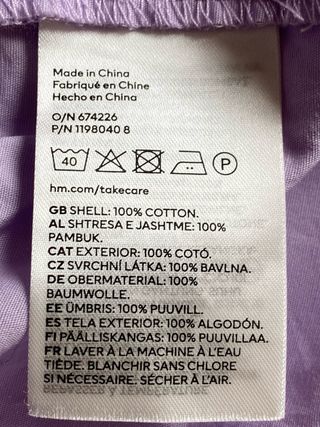 Made in China
Fabriqué en Chine
Hecho en China
O/N 674226
P/N 1198040 8
40 P
hm.com/takecare
GB SHELL: 100% COTTON.
AL SHTRESA E JASHTME: 100%
PAMBUK.
CAT EXTERIOR: 100% COTÓ.
CZ SVRCHNÍ LÁTKA: 100% BAVLNA.
DE OBERMATERIAL: 100%
BAUMWOLLE.
EE ÜMBRIS: 100% PUUVILL.
ES TELA EXTERIOR: 100% ALGODÓN.
FI PÄÄLLISKANGAS: 100% PUUVILLAA.
FR LAVER À LA MACHINE À L'EAU
TIÈDE. BLANCHIR SANS CHLORE
SI NÉCESSAIRE. SÉCHER À L'AIR.